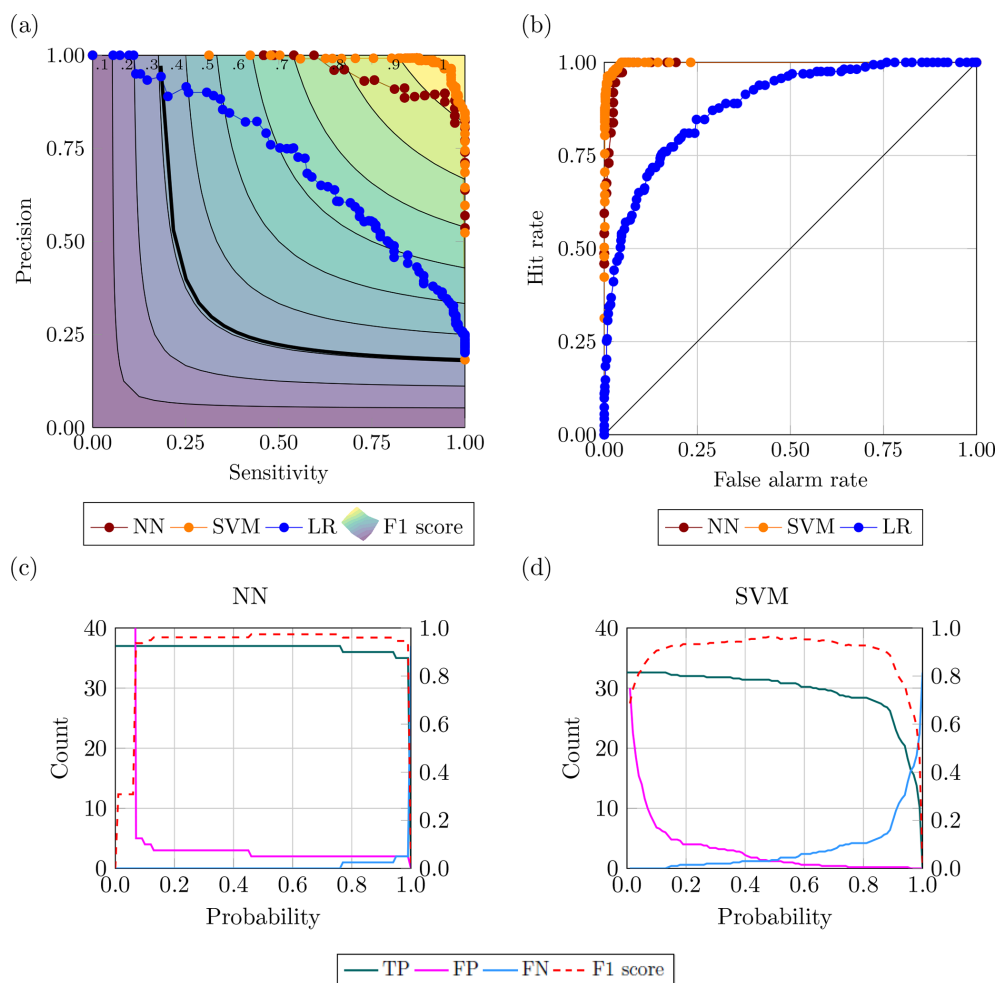 (a)
1.00
0.75
0.50
0.25
0.00
Precision
.1 .2 .3 .4 .5 .6 .7 .8 .9 1
0.00 0.25 0.50 0.75 1.00
Sensitivity
NN SVM LR F1 score
(b)
1.00
0.75
0.50
0.25
0.00
Hit rate
0.00 0.25 0.50 0.75 1.00
False alarm rate
NN SVM LR
(c)
NN
40
30
20
10
0
Count
1.0
0.8
0.6
0.4
0.2
0.0
0.0 0.2 0.4 0.6 0.8 1.0
Probability
(d)
SVM
40
30
20
10
0
Count
1.0
0.8
0.6
0.4
0.2
0.0
0.0 0.2 0.4 0.6 0.8 1.0
Probability
TP FP FN F1 score